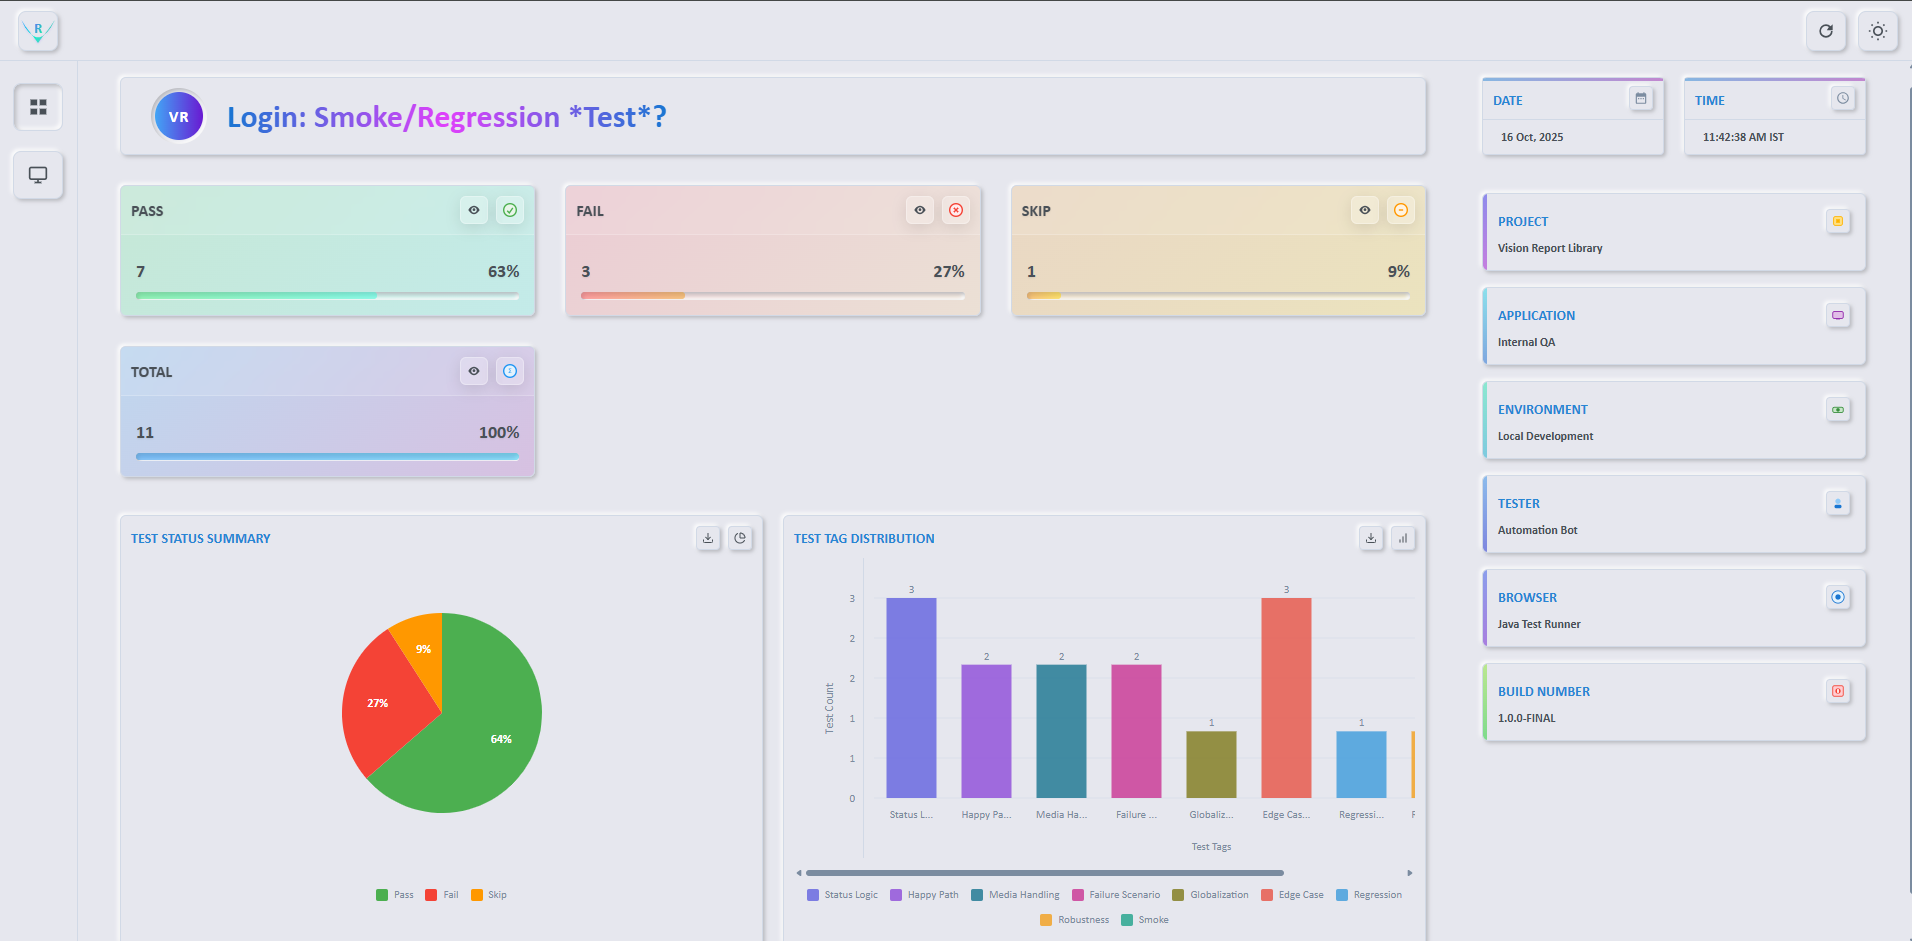 R
VR
Login: Smoke/Regression *Test*?
DATE
16 Oct, 2025
TIME
11:42:38 AM IST
PASS
7 63%
FAIL
3 27%
SKIP
1 9%
TOTAL
11 100%
PROJECT
Vision Report Library
APPLICATION
Internal QA
ENVIRONMENT
Local Development
TESTER
Automation Bot
BROWSER
Java Test Runner
BUILD NUMBER
1.0.0-FINAL
TEST STATUS SUMMARY
9%
27%
64%
Pass Fail Skip
TEST TAG DISTRIBUTION
Test Count
3
2
2
1
1
0
3 2 2 2 1 3 1
Status L... Happy Pa... Media Ha... Failure ... Globaliz... Edge Cas... Regressi...
Test Tags
Status Logic Happy Path Media Handling Failure Scenario Globalization Edge Case Regression
Robustness Smoke